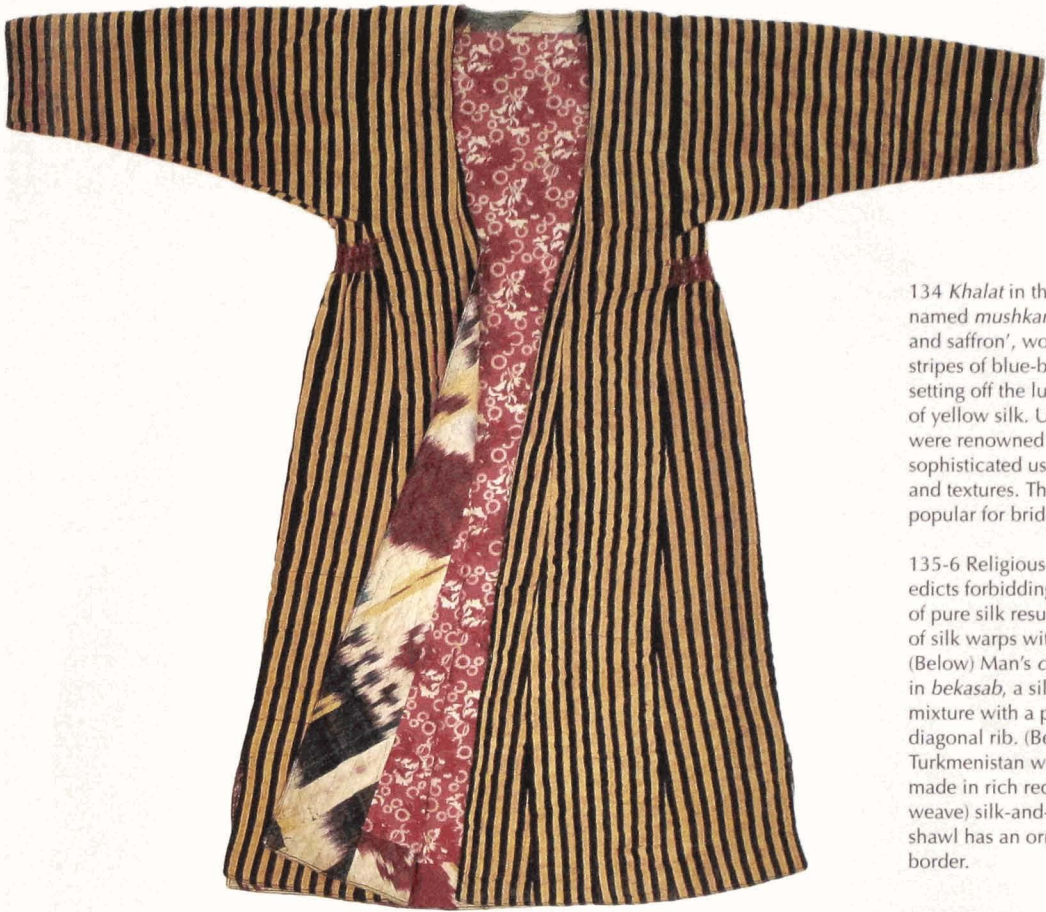 134 Khalat in th
named mushkar
and saffron', wo
stripes of blue-b
setting off the lu
of yellow silk. U
were renowned
sophisticated us
and textures. Th
popular for brid
135-6 Religious
edicts forbidding
of pure silk resu
of silk warps wit
(Below) Man's c
in bekasab, a sil
mixture with a p
diagonal rib. (Be
Turkmenistan w
made in rich rec
weave) silk-and-
shawl has an ori
border.